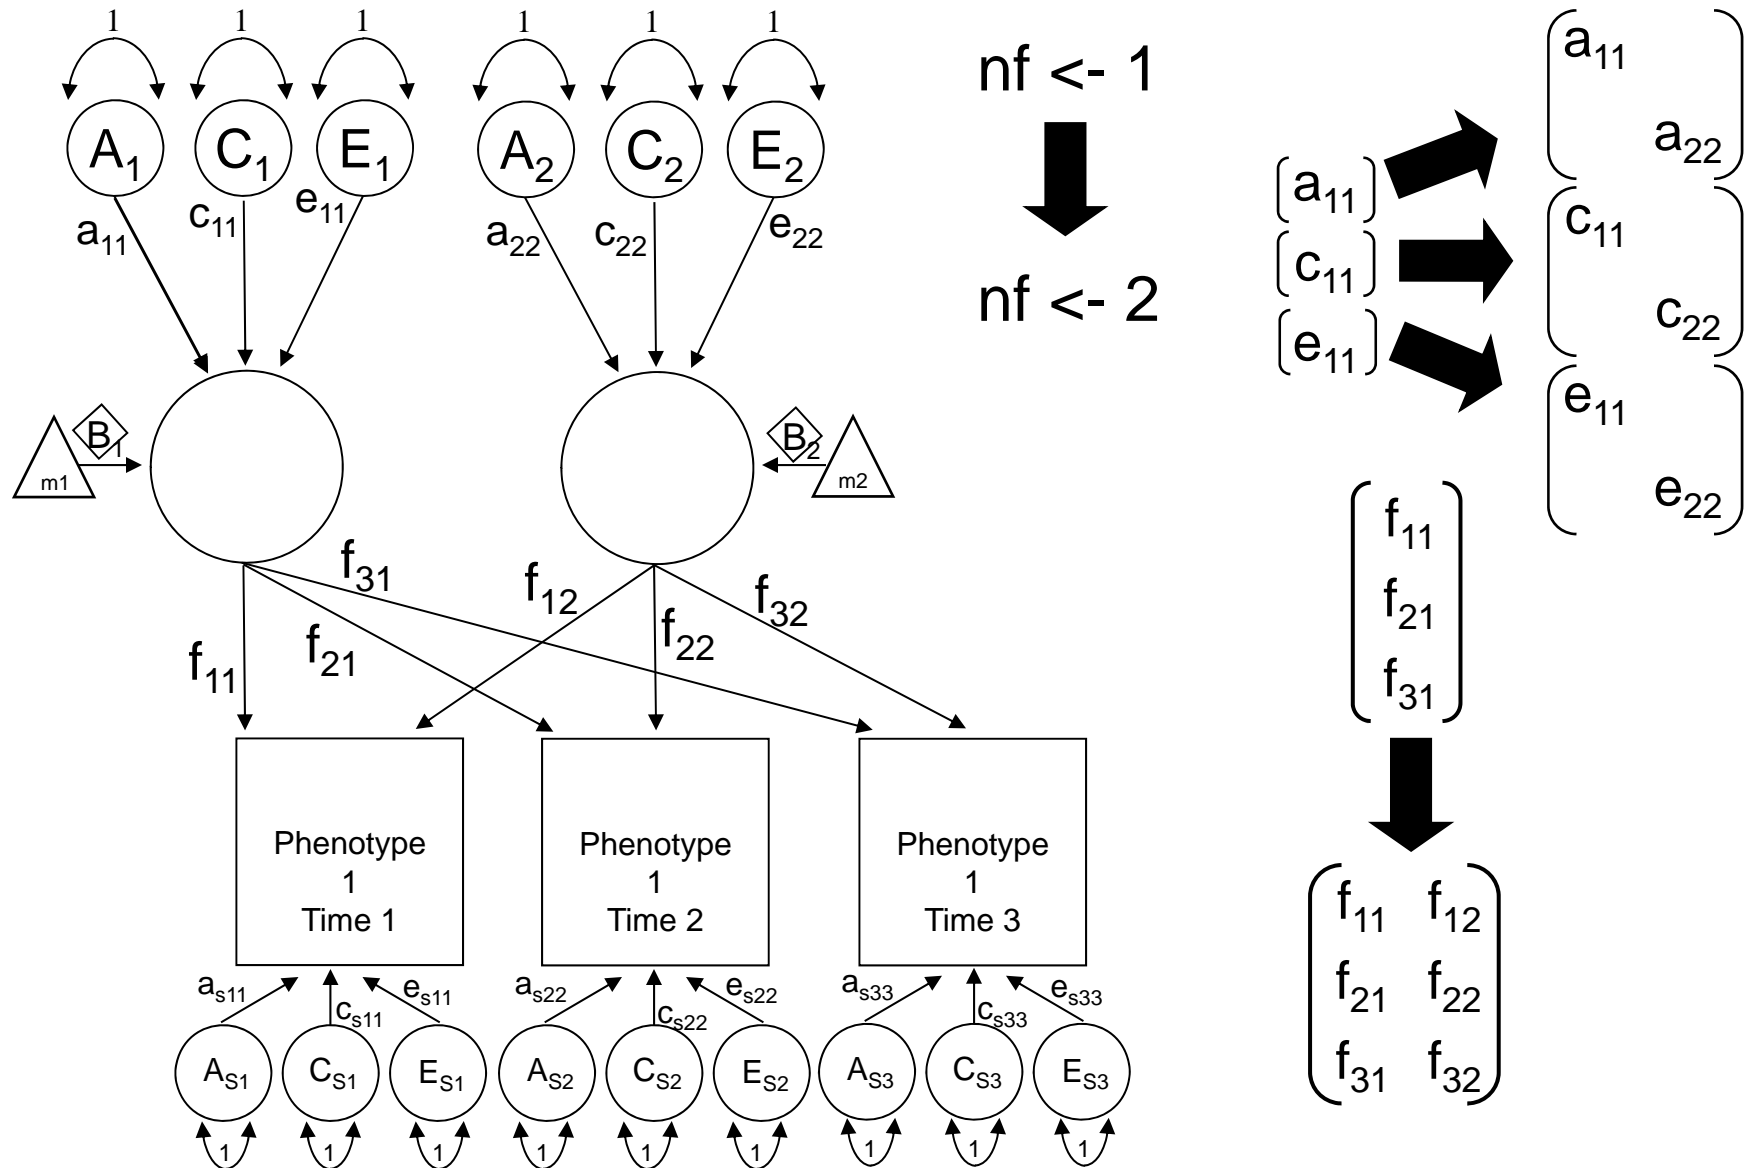 1 1 1 1 1 1
A1 C1 E1 A2 C2 E2
a11 c11 e11 a22 c22 e22
B1 B2
m1 m2
f31 f12 f32
f11 f21 f22
Phenotype
1
Time 1
Phenotype
1
Time 2
Phenotype
1
Time 3
as11 cs11 es11 as22 cs22 es22 as33 cs33 es33
AS1 CS1 ES1 AS2 CS2 ES2 AS3 CS3 ES3
1 1 1 1 1 1 1 1 1
nf <- 1
nf <- 2
a11
c11
e11
a11
a22
c11
c22
e11
e22
f11
f21
f31
f11 f12
f21 f22
f31 f32